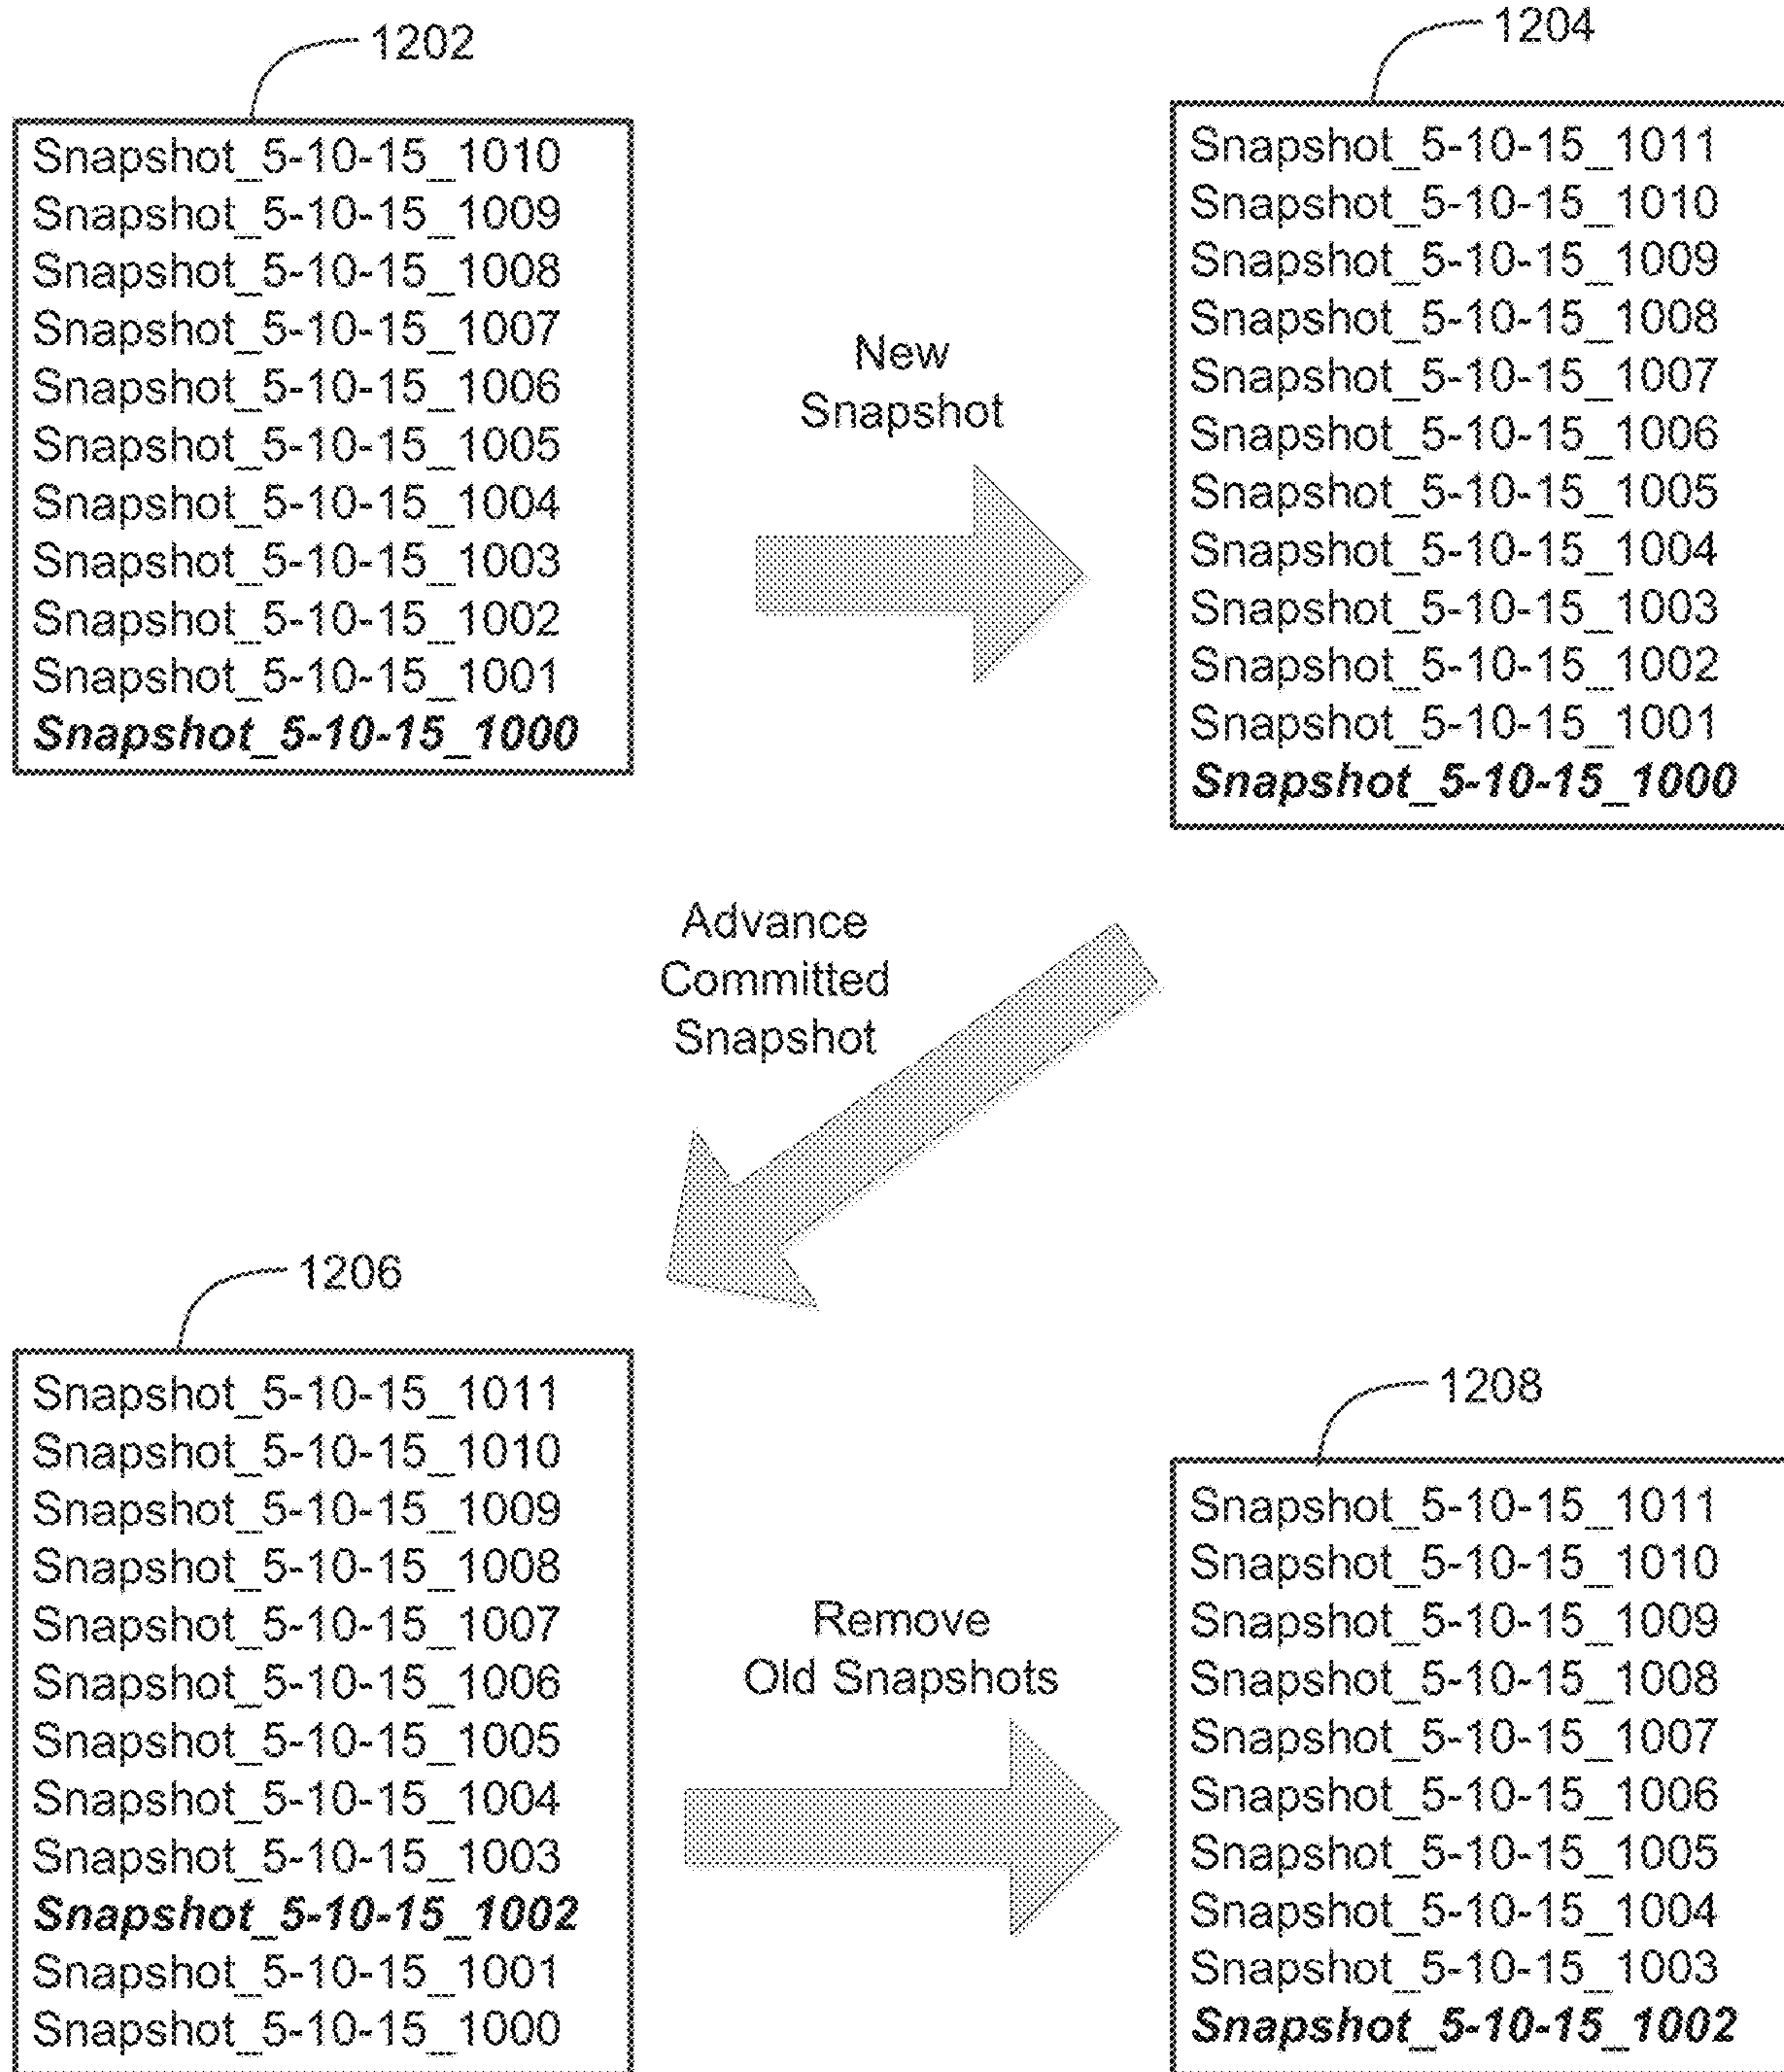 1202
Snapshot_5-10-15_1010
Snapshot_5-10-15_1009
Snapshot_5-10-15_1008
Snapshot_5-10-15_1007
Snapshot_5-10-15_1006
Snapshot_5-10-15_1005
Snapshot_5-10-15_1004
Snapshot_5-10-15_1003
Snapshot_5-10-15_1002
Snapshot_5-10-15_1001
Snapshot_5-10-15_1000
New
Snapshot
1204
Snapshot_5-10-15_1011
Snapshot_5-10-15_1010
Snapshot_5-10-15_1009
Snapshot_5-10-15_1008
Snapshot_5-10-15_1007
Snapshot_5-10-15_1006
Snapshot_5-10-15_1005
Snapshot_5-10-15_1004
Snapshot_5-10-15_1003
Snapshot_5-10-15_1002
Snapshot_5-10-15_1001
Snapshot_5-10-15_1000
Advance
Committed
Snapshot
1206
Snapshot_5-10-15_1011
Snapshot_5-10-15_1010
Snapshot_5-10-15_1009
Snapshot_5-10-15_1008
Snapshot_5-10-15_1007
Snapshot_5-10-15_1006
Snapshot_5-10-15_1005
Snapshot_5-10-15_1004
Snapshot_5-10-15_1003
Snapshot_5-10-15_1002
Snapshot_5-10-15_1001
Snapshot_5-10-15_1000
Remove
Old Snapshots
1208
Snapshot_5-10-15_1011
Snapshot_5-10-15_1010
Snapshot_5-10-15_1009
Snapshot_5-10-15_1008
Snapshot_5-10-15_1007
Snapshot_5-10-15_1006
Snapshot_5-10-15_1005
Snapshot_5-10-15_1004
Snapshot_5-10-15_1003
Snapshot_5-10-15_1002